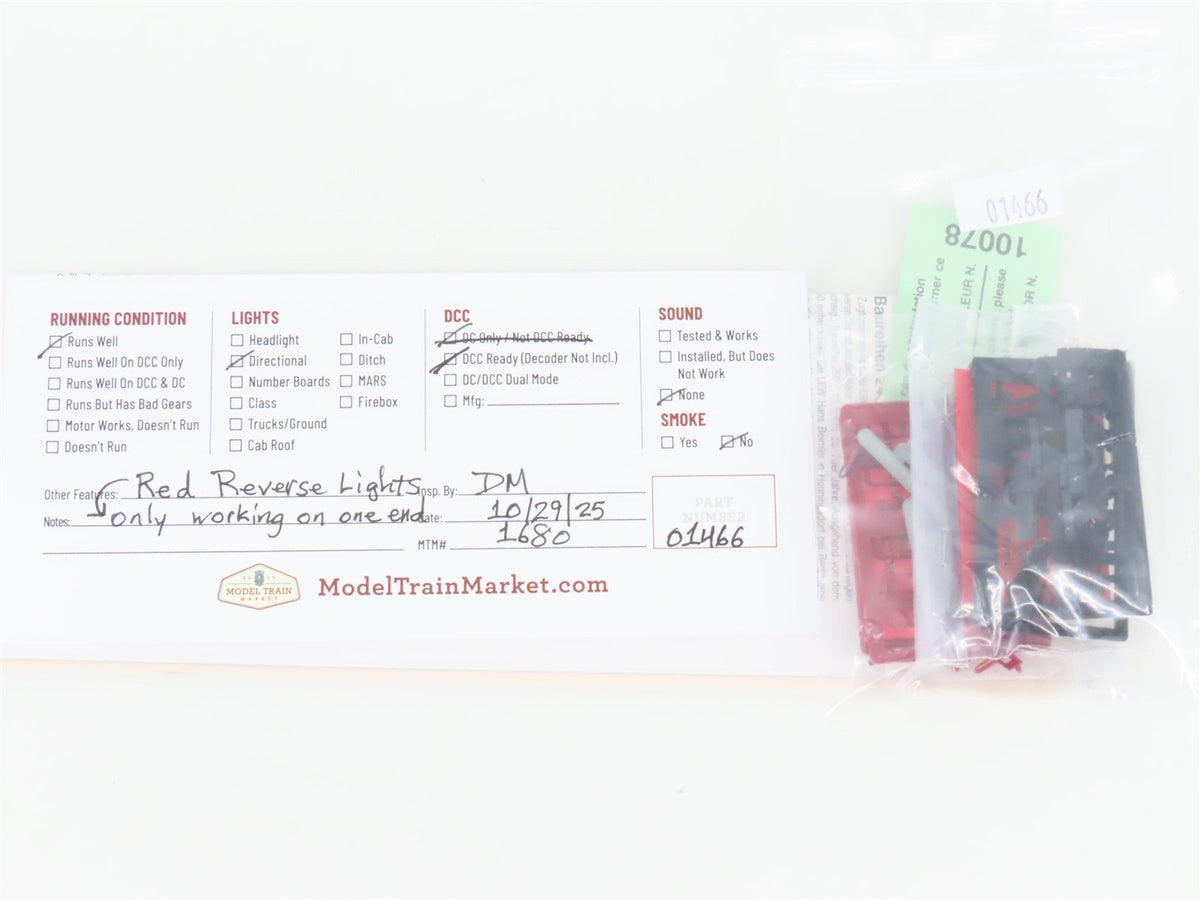 RUNNING CONDITION
Runs Well
Runs Well On DCC Only
Runs Well On DCC & DC
Runs But Has Bad Gears
Motor Works, Doesn't Run
Doesn't Run
LIGHTS
Headlight
Directional
Number Boards
Class
Trucks/Ground
Cab Roof
In-Cab
Ditch
MARS
Firebox
DCC
DC Only / Not DCC Ready
DCC Ready (Decoder Not Incl.)
DC/DCC Dual Mode
Mfg:
SOUND
Tested & Works
Installed, But Does
Not Work
None
SMOKE
Yes
No
Other Features: Red Reverse Lights
Notes: only working on one end
Insp. By: DM
Date: 10/29/25
MTM# 1680
PART
NUMBER
01466
MODEL TRAIN
MARKET
ModelTrainMarket.com
01466
10078
please
Baureihen